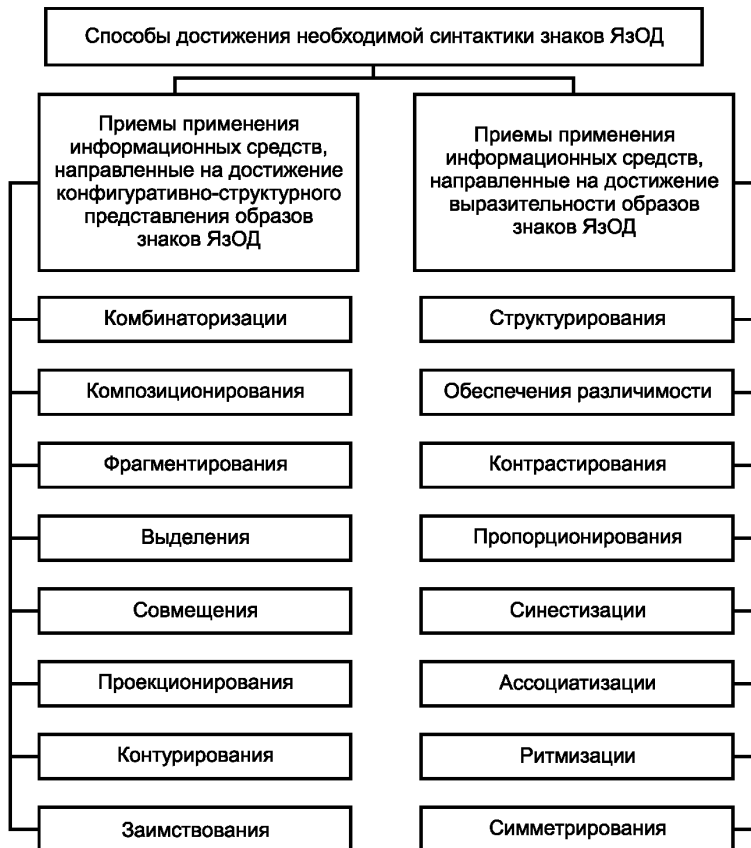 Способы достижения необходимой синтактики знаков ЯзОД
Приемы применения
информационных средств,
направленные на достижение
конфигуративно-структурного
представления образов
знаков ЯзОД
Комбинаторизации
Композиционирования
Фрагментирования
Выделения
Совмещения
Проекционирования
Контурирования
Заимствования
Приемы применения
информационных средств,
направленные на достижение
выразительности образов
знаков ЯзОД
Структурирования
Обеспечения различимости
Контрастирования
Пропорционирования
Синестизации
Ассоциатизации
Ритмизации
Симметрирования